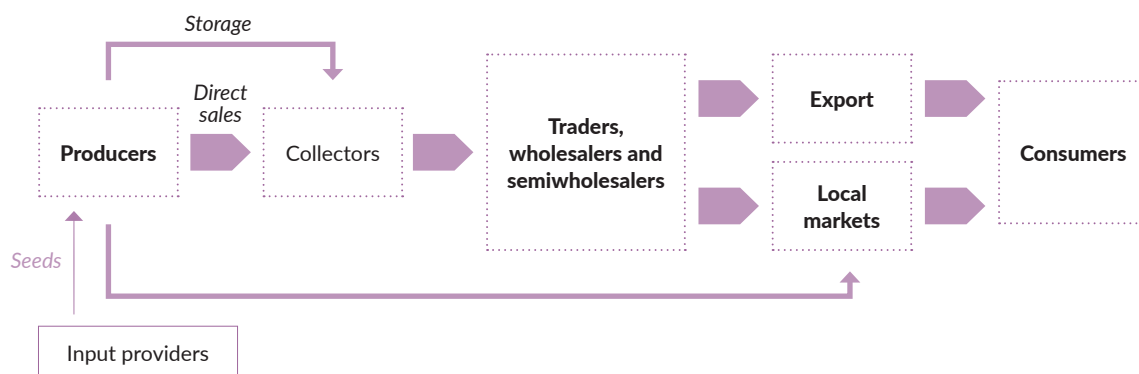 Storage
Direct
sales
Producers
Collectors
Traders,
wholesalers and
semiwholesalers
Export
Local
markets
Consumers
Seeds
Input providers